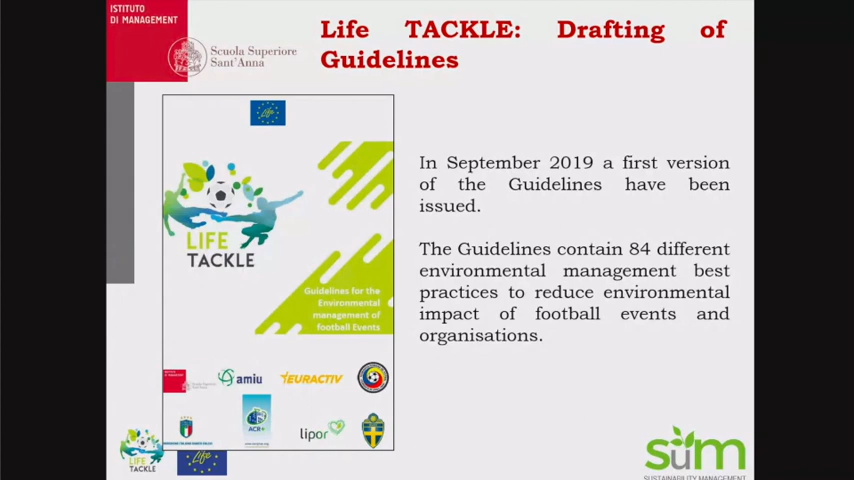 ISTITUTO
DI MANAGEMENT
Scuola Superiore
Sant'Anna
Life TACKLE: Drafting of
Guidelines
Life
LIFE
TACKLE
Guidelines for the
Environmental
management of
football Events
In September 2019 a first version
of the Guidelines have been
issued.
The Guidelines contain 84 different
environmental management best
practices to reduce environmental
impact of football events and
organisations.
amiu
EURACTIV
ACR+
lipor
LIFE
TACKLE
Life
sum
SUSTAINABILITY MANAGEMENT